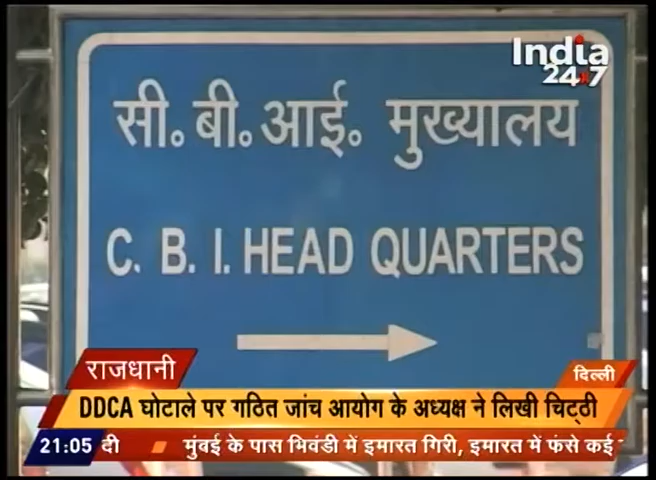 India
24x7
सी. बी. आई. मुख्यालय
C. B. I. HEAD QUARTERS
राजधानी
दिल्ली
DDCA घोटाले पर गठित जांच आयोग के अध्यक्ष ने लिखी चिट्ठी
21:05 दी मुंबई के पास भिवंडी में इमारत गिरी, इमारत में फंसे कई